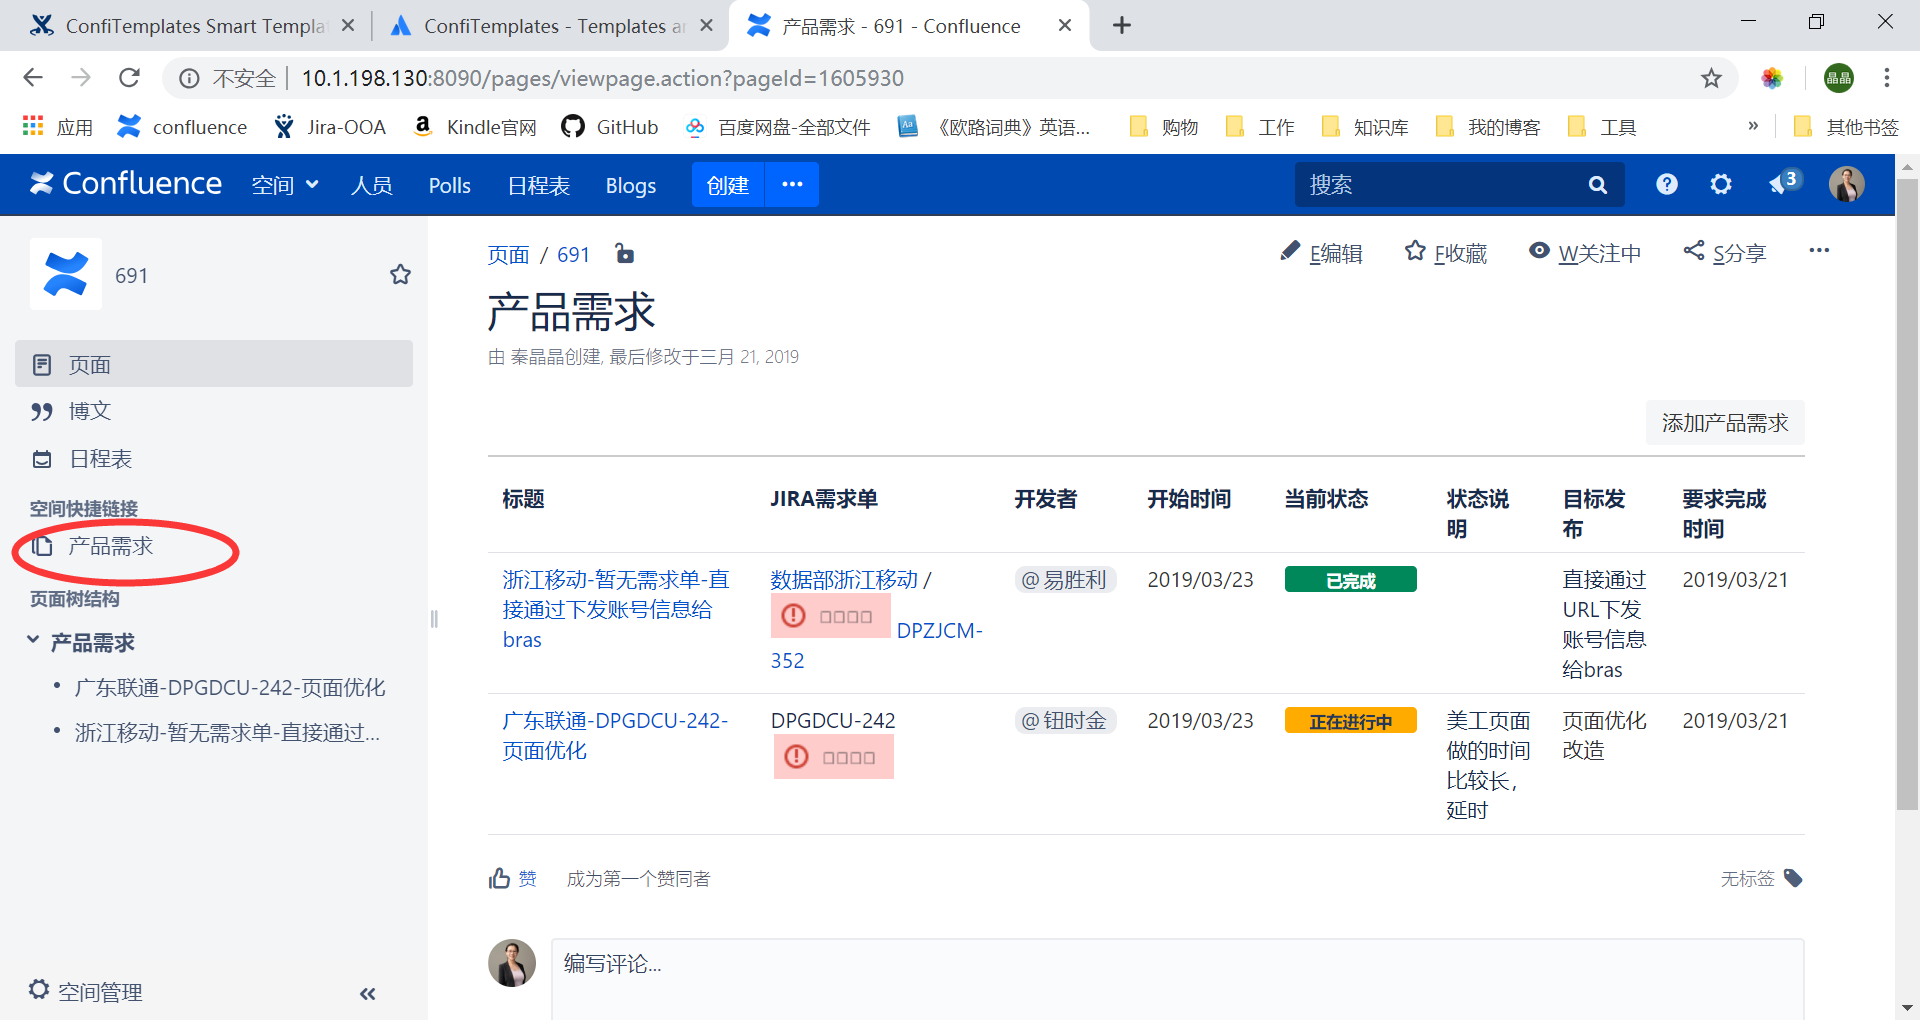 ConfiTemplates Smart Templat
ConfiTemplates - Templates ar
产品需求 - 691 - Confluence
不安全 10.1.198.130:8090/pages/viewpage.action?pageId=1605930
晶晶
应用 confluence Jira-OOA Kindle官网 GitHub 百度网盘-全部文件 《欧路词典》英语... 购物 工作 知识库 我的博客 工具 » 其他书签
Confluence 空间 人员 Polls 日程表 Blogs 创建 ... 搜索 3
691
页面
博文
日程表
空间快捷链接
产品需求
页面树结构
产品需求
• 广东联通-DPGDCU-242-页面优化
• 浙江移动-暂无需求单-直接通过...
空间管理 «
页面 / 691
E编辑 F收藏 W关注中 S分享 ...
产品需求
由 秦晶晶创建, 最后修改于三月 21, 2019
添加产品需求
标题 JIRA需求单 开发者 开始时间 当前状态 状态说明 目标发布 要求完成时间
浙江移动-暂无需求单-直
接通过下发账号信息给
bras
数据部浙江移动 /
DPZJCM-
352
@易胜利
2019/03/23
已完成
直接通过
URL下发
账号信息
给bras
2019/03/21
广东联通-DPGDCU-242-
页面优化
DPGDCU-242
@钮时金
2019/03/23
正在进行中
美工页面
做的时间
比较长，
延时
页面优化
改造
2019/03/21
赞 成为第一个赞同者
无标签
编写评论...